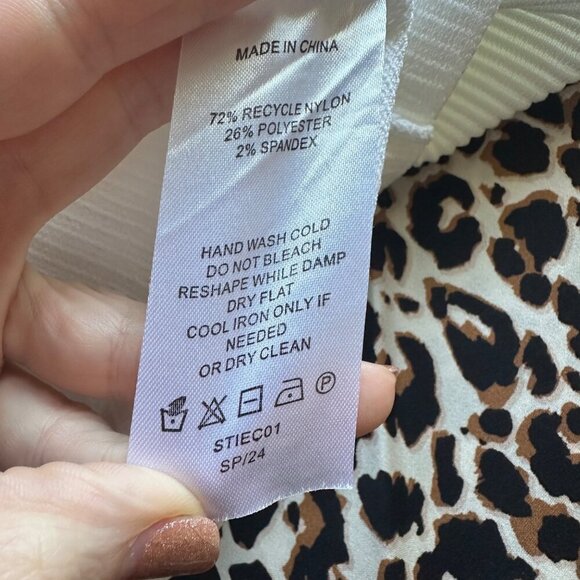 MADE IN CHINA
72% RECYCLE NYLON
26% POLYESTER
2% SPANDEX
HAND WASH COLD
DO NOT BLEACH
RESHAPE WHILE DAMP
DRY FLAT
COOL IRON ONLY IF
NEEDED
OR DRY CLEAN
P
STIEC01
SP/24